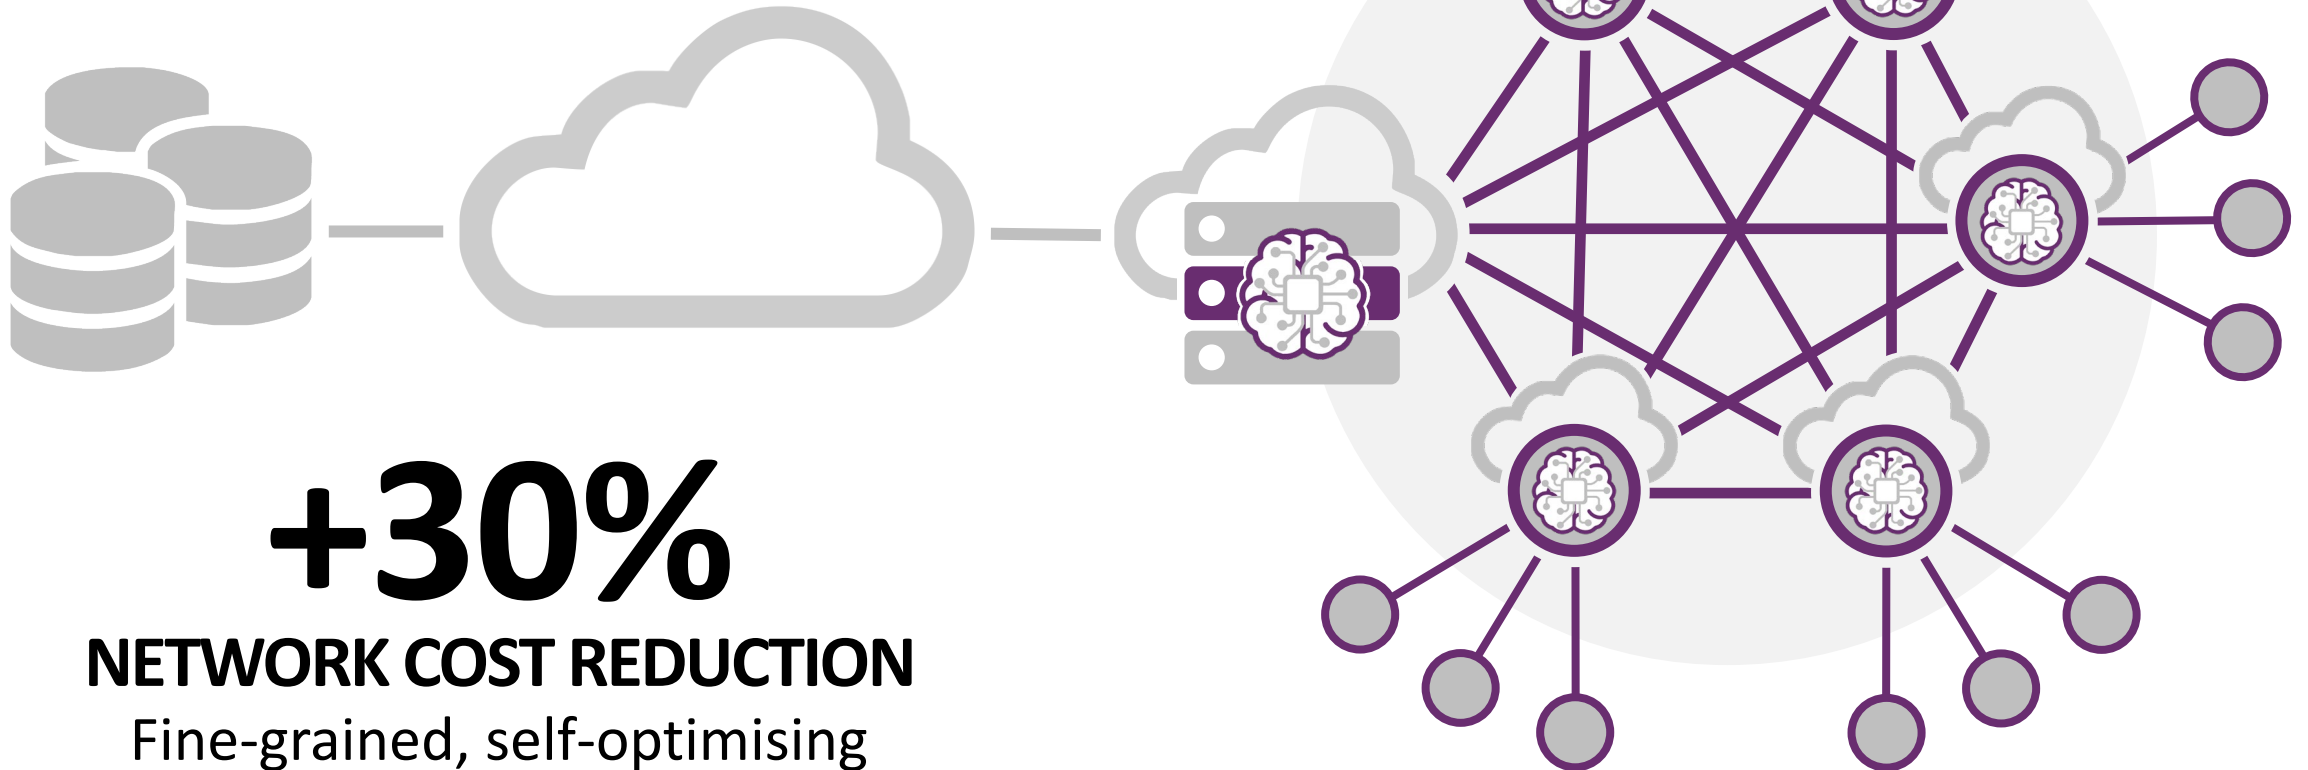 +30%
NETWORK COST REDUCTION
Fine-grained, self-optimising